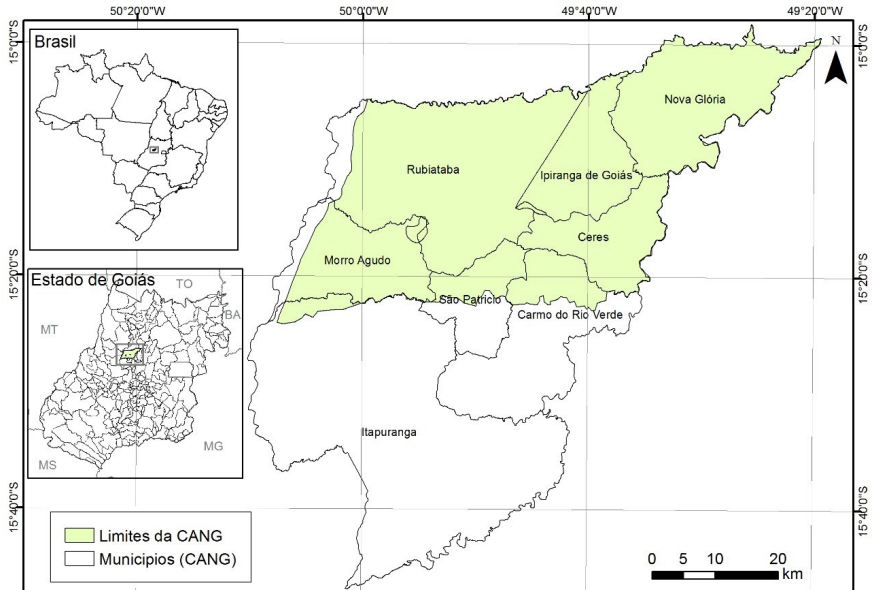 50°20'0"W 50°0'0"W 49°40'0"W 49°20'0"W
15°0'0"S
15°0'0"S
Brasil
N
Nova Glória
Rubiataba
Ipiranga de Goiás
Ceres
Morro Agudo
15°20'0"S
15°20'0"S
Estado de Goiás
TO
BA
MT
MG
MS
São Patricio
Carmo do Rio Verde
Itapuranga
15°40'0"S
15°40'0"S
Limites da CANG
Municipios (CANG)
0 5 10 20
km